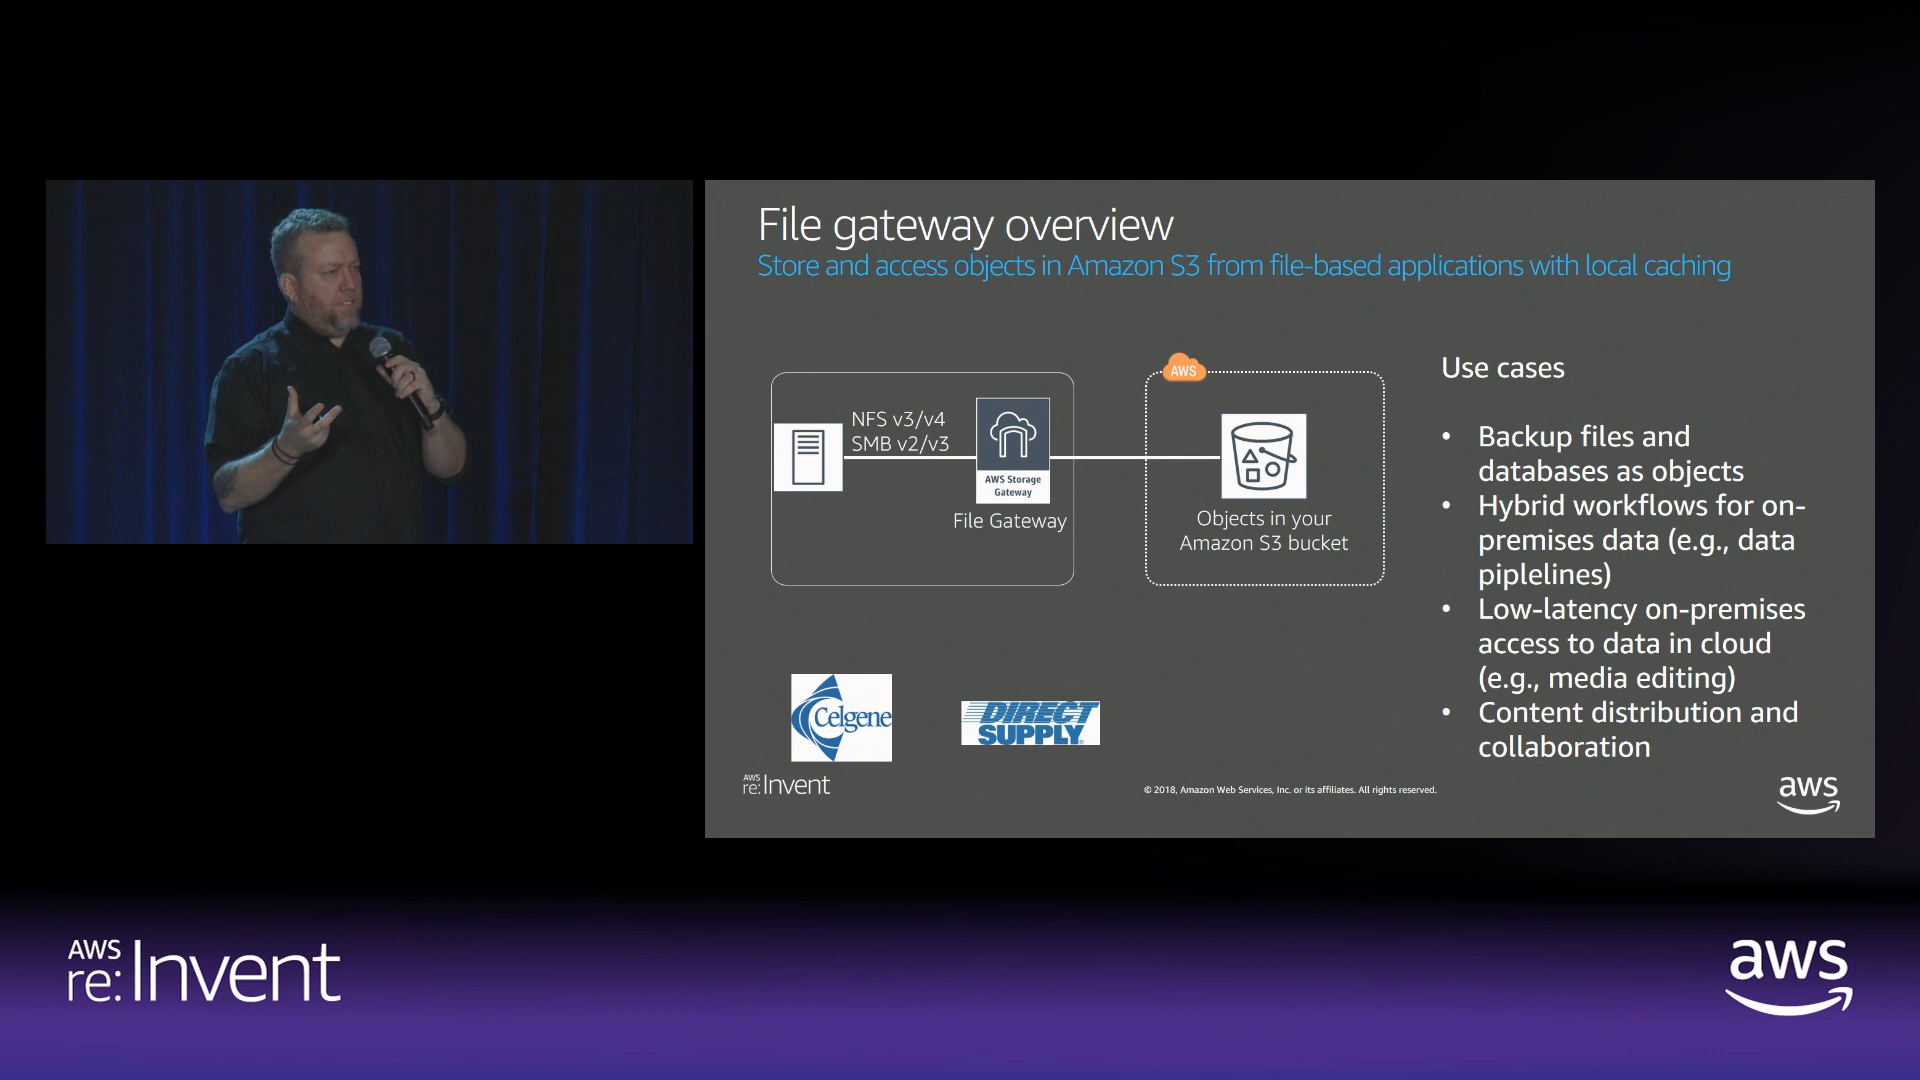 File gateway overview
Store and access objects in Amazon S3 from file-based applications with local caching
NFS v3/v4
SMB v2/v3
AWS Storage
Gateway
File Gateway
AWS
Objects in your
Amazon S3 bucket
Use cases
• Backup files and
databases as objects
• Hybrid workflows for on-
premises data (e.g., data
piplelines)
• Low-latency on-premises
access to data in cloud
(e.g., media editing)
• Content distribution and
collaboration
Celgene
DIRECT
SUPPLY®
AWS
re:Invent
© 2018, Amazon Web Services, Inc. or its affiliates. All rights reserved.
aws
AWS
re:Invent
aws